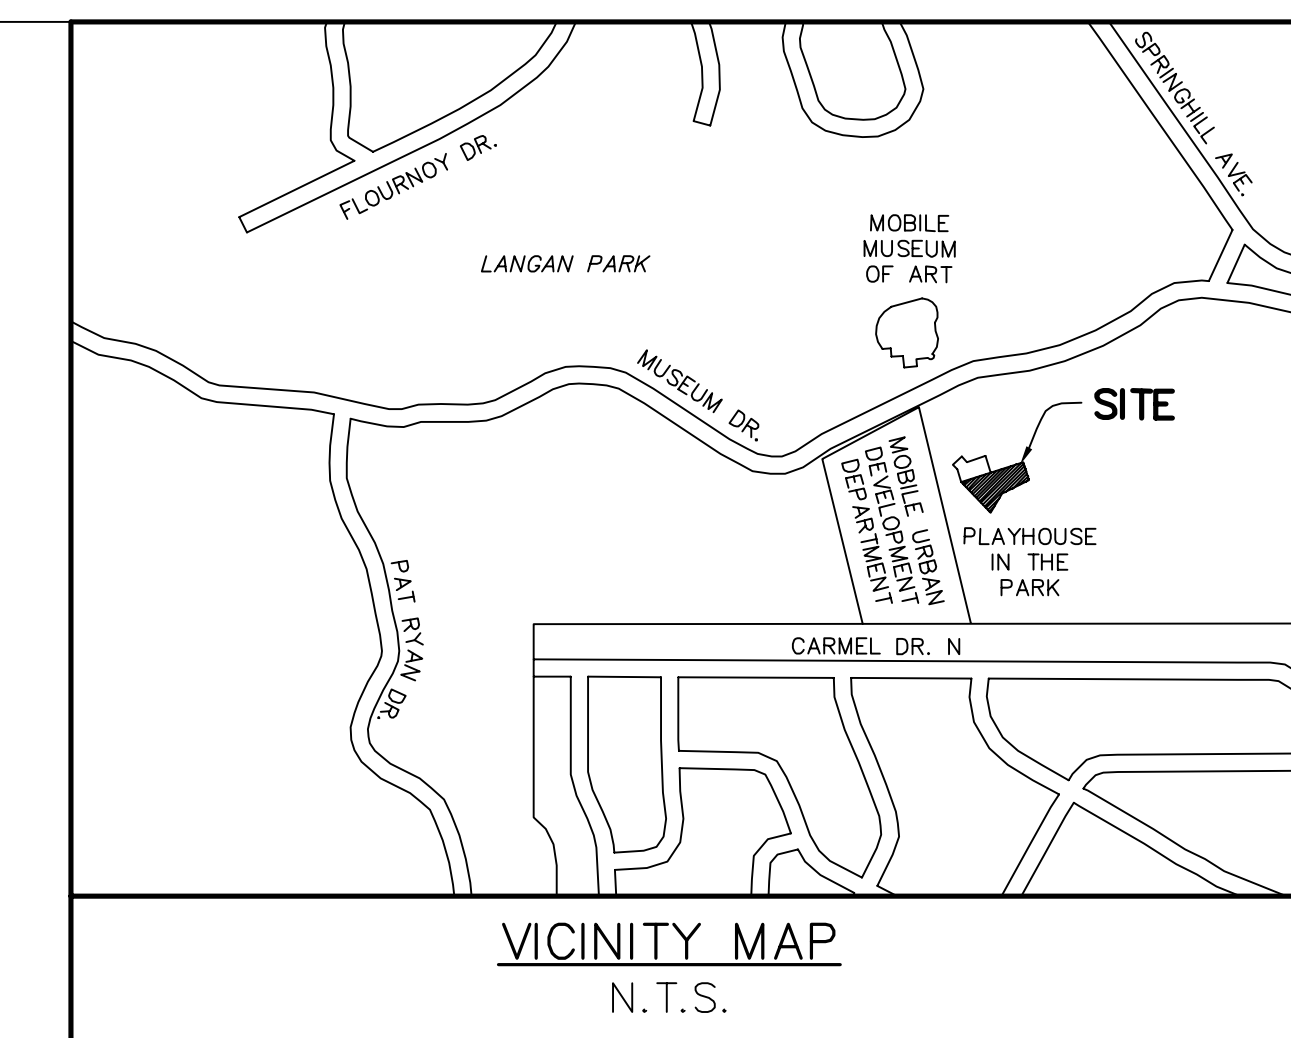 SPRINGHILL AVE.
FLOURNOY DR.
MOBILE
MUSEUM
OF ART
LANGAN PARK
MUSEUM DR.
SITE
MOBILE URBAN
DEVELOPMENT
DEPARTMENT
PLAYHOUSE
IN THE
PARK
PAT RYAN DR.
CARMEL DR. N
VICINITY MAP
N.T.S.